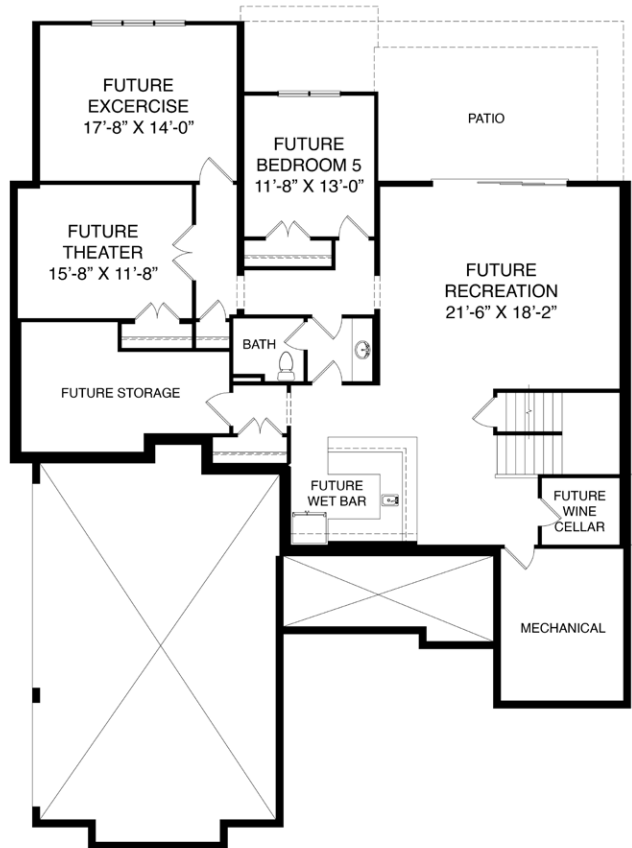 FUTURE
EXCERCISE
17'-8" X 14'-0"
PATIO
FUTURE
BEDROOM 5
11'-8" X 13'-0"
FUTURE
THEATER
15'-8" X 11'-8"
FUTURE
RECREATION
21'-6" X 18'-2"
BATH
FUTURE STORAGE
FUTURE
WET BAR
FUTURE
WINE
CELLAR
MECHANICAL